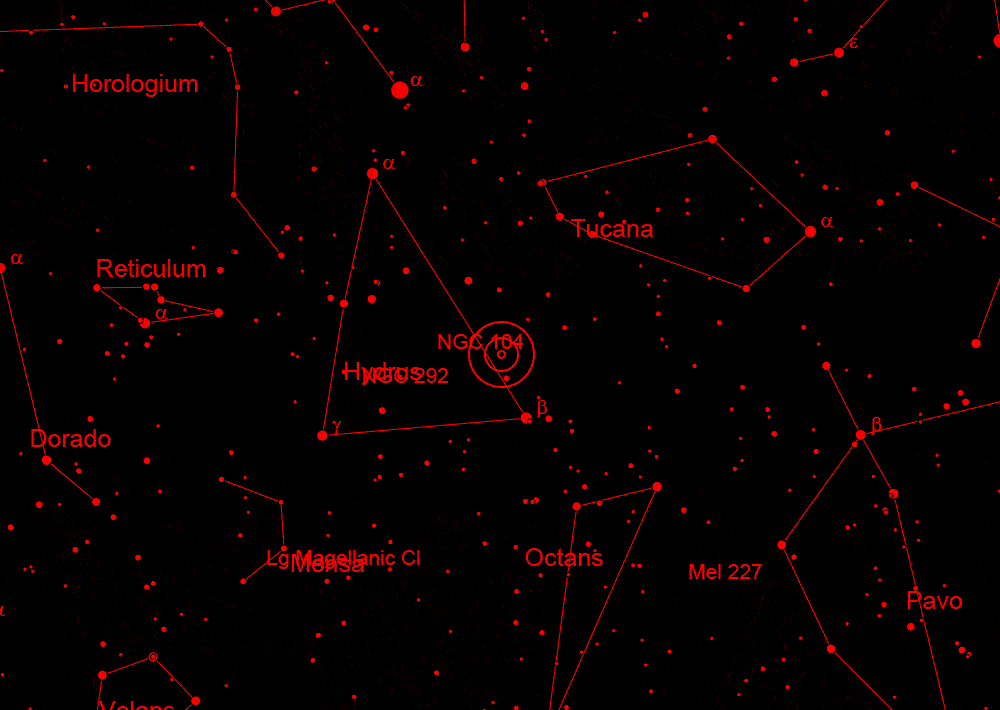 ε
α
Horologium
α
α
Tucana
α
Reticulum
α
NGC 104
Hydrus
NGC 292
β
γ
β
Dorado
Octans
Lg Magellanic Cl
Mensa
Mel 227
Pavo
α
Volans